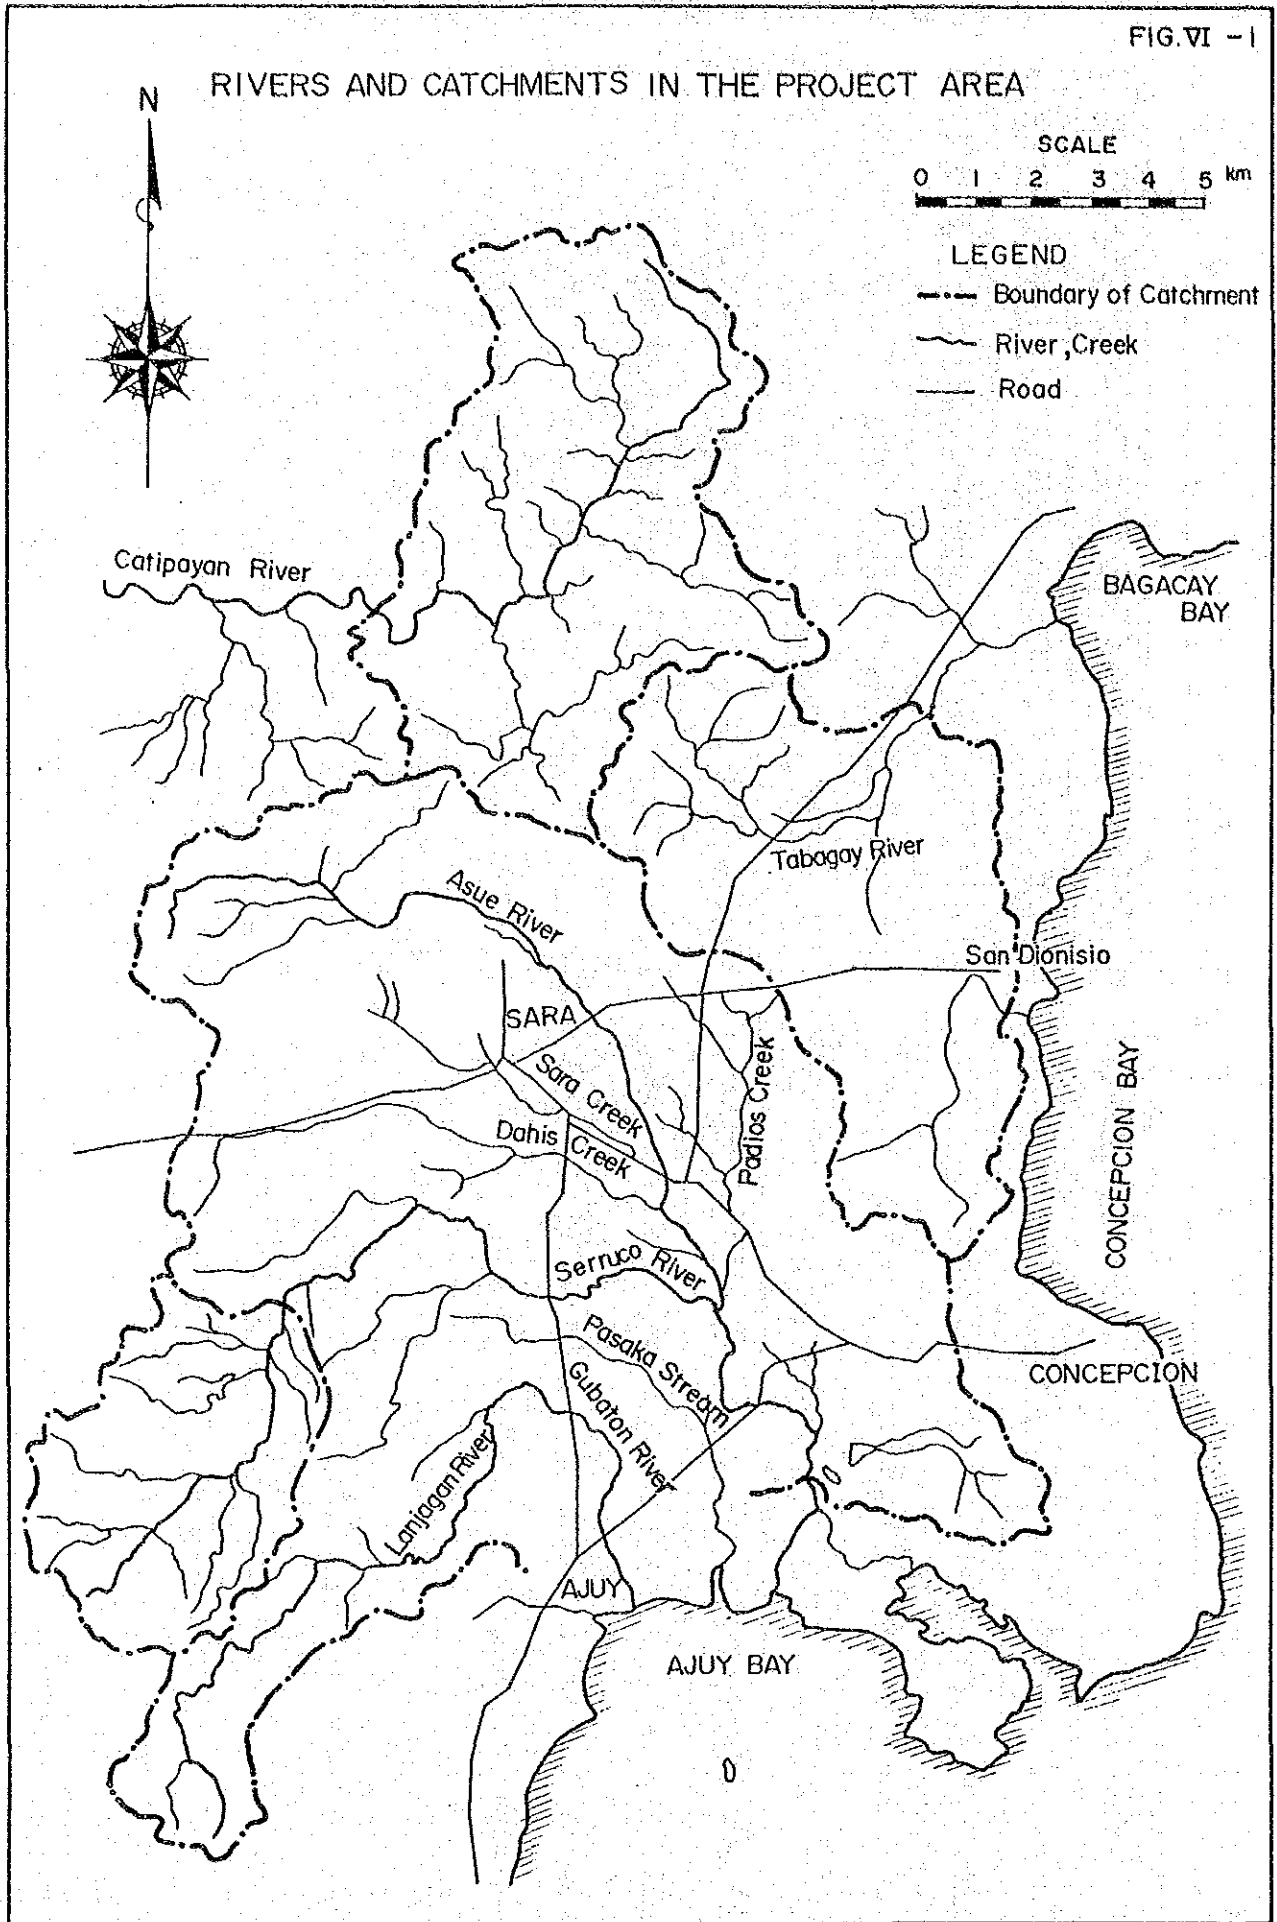 FIG. VI - 1
RIVERS AND CATCHMENTS IN THE PROJECT AREA
N
SCALE
0 1 2 3 4 5 km
LEGEND
Boundary of Catchment
River, Creek
Road
Catipayan River
BAGACAY
BAY
Tabagay River
Asue River
San Dionisio
SARA
Sara Creek
Padios Creek
Dahis Creek
CONCEPCION BAY
Serruco River
Pasaka Stream
CONCEPCION
Gubaton River
Lanjagan River
AJUY
AJUY BAY